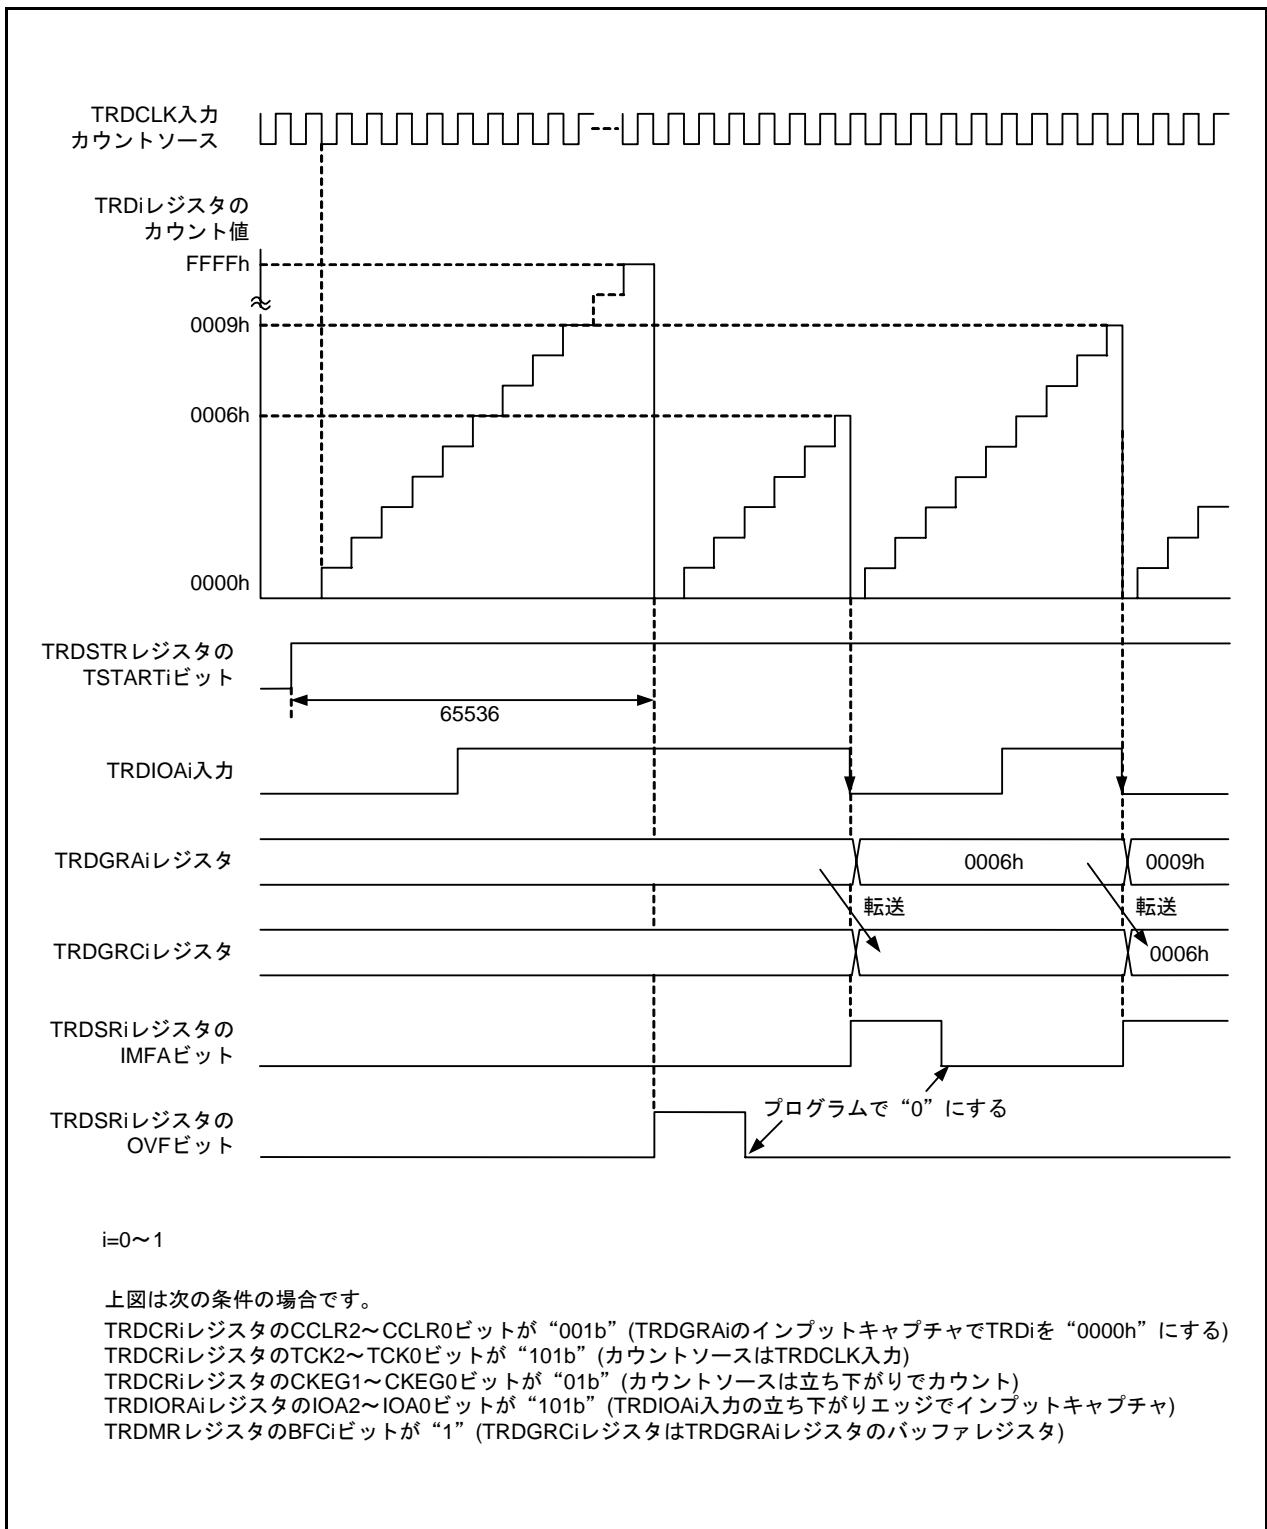 TRDCLK入力
カウントソース
TRDiレジスタの
カウント値
FFFFh
0009h
0006h
0000h
TRDSTRレジスタの
TSTARTiビット
65536
TRDIOAi入力
TRDGRAiレジスタ
0006h
0009h
転送
転送
TRDGRCiレジスタ
0006h
TRDSRiレジスタの
IMFAビット
プログラムで“0”にする
TRDSRiレジスタの
OVFビット
i=0～1
上図は次の条件の場合です。
TRDCRiレジスタのCCLR2～CCLR0ビットが“001b”(TRDGRAiのインプットキャプチャでTRDiを“0000h”にする)
TRDCRiレジスタのTCK2～TCK0ビットが“101b”(カウントソースはTRDCLK入力)
TRDCRiレジスタのCKEG1～CKEG0ビットが“01b”(カウントソースは立ち下がりでカウント)
TRDIORAiレジスタのIOA2～IOA0ビットが“101b”(TRDIOAi入力の立ち下がりエッジでインプットキャプチャ)
TRDMRレジスタのBFCiビットが“1”(TRDGRCiレジスタはTRDGRAiレジスタのバッファレジスタ)